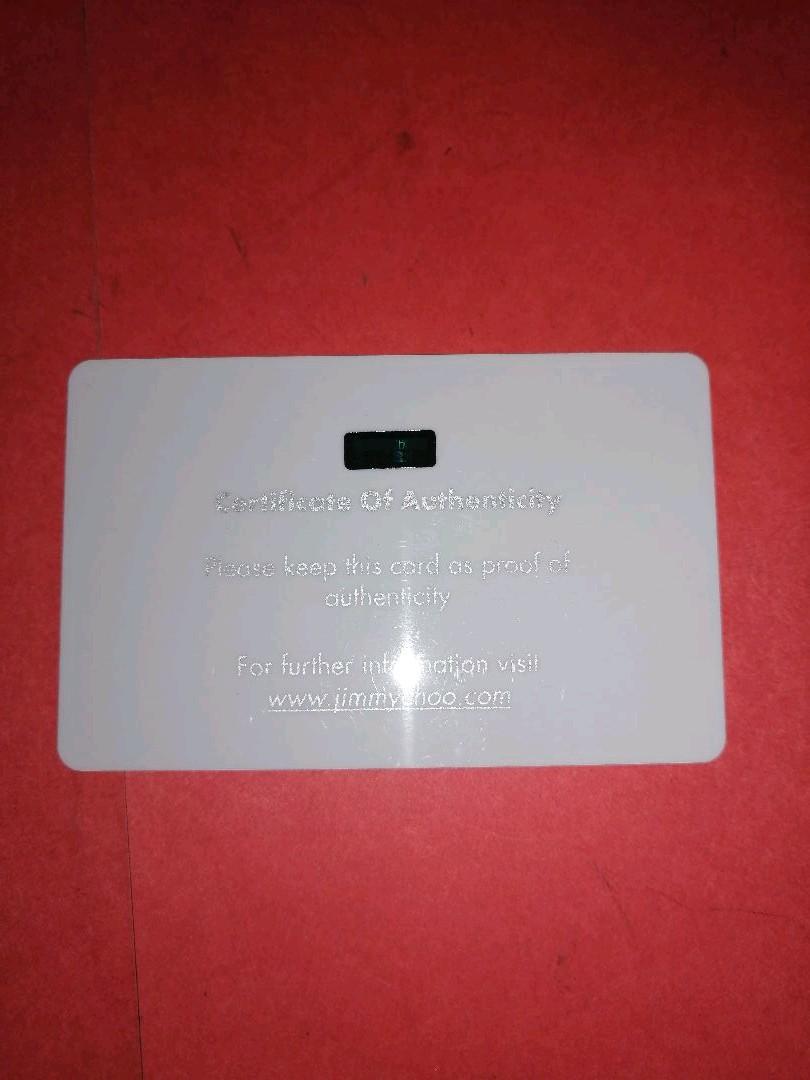 Certificate Of Authenticity
Please keep this card as proof of
authenticity
For further information visit
www.jimmychoo.com